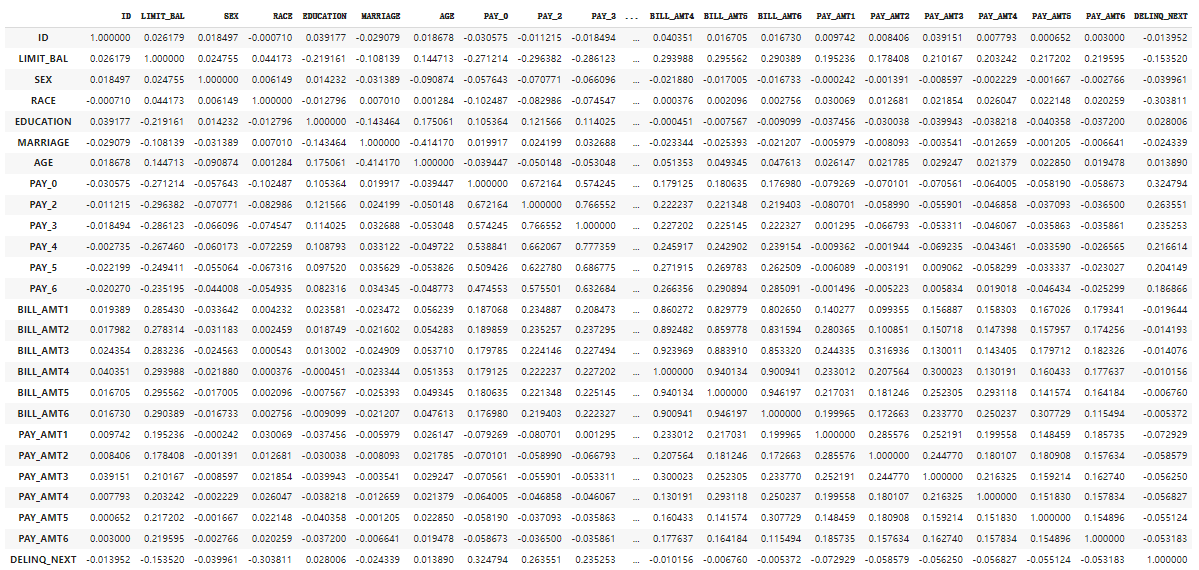 ID LIMIT_BAL SEX RACE EDUCATION MARRIAGE AGE PAY_0 PAY_2 PAY_3 ... BILL_AMT4 BILL_AMT5 BILL_AMT6 PAY_AMT1 PAY_AMT2 PAY_AMT3 PAY_AMT4 PAY_AMT5 PAY_AMT6 DELINQ_NEXT
ID 1.000000 0.026179 0.018497 -0.000710 0.039177 -0.029079 0.018678 -0.030575 -0.011215 -0.018494 ... 0.040351 0.016705 0.016730 0.009742 0.008406 0.039151 0.007793 0.000652 0.003000 -0.013952
LIMIT_BAL 0.026179 1.000000 0.024755 0.044173 -0.219161 -0.108139 0.144713 -0.271214 -0.296382 -0.286123 ... 0.293988 0.295562 0.290389 0.195236 0.178408 0.210167 0.203242 0.217202 0.219595 -0.153520
SEX 0.018497 0.024755 1.000000 0.006149 0.014232 -0.031389 -0.090874 -0.057643 -0.070771 -0.066096 ... -0.021880 -0.017005 -0.016733 -0.000242 -0.001391 -0.008597 -0.002229 -0.001667 -0.002766 -0.039961
RACE -0.000710 0.044173 0.006149 1.000000 -0.012796 0.007010 0.001284 -0.102487 -0.082986 -0.074547 ... 0.000376 0.002096 0.002756 0.030069 0.012681 0.021854 0.026047 0.022148 0.020259 -0.303811
EDUCATION 0.039177 -0.219161 0.014232 -0.012796 1.000000 -0.143464 0.175061 0.105364 0.121566 0.114025 ... -0.000451 -0.007567 -0.009099 -0.037456 -0.030038 -0.039943 -0.038218 -0.040358 -0.037200 0.028006
MARRIAGE -0.029079 -0.108139 -0.031389 0.007010 -0.143464 1.000000 -0.414170 0.019917 0.024199 0.032688 ... -0.023344 -0.025393 -0.021207 -0.005979 -0.008093 -0.003541 -0.012659 -0.001205 -0.006641 -0.024339
AGE 0.018678 0.144713 -0.090874 0.001284 0.175061 -0.414170 1.000000 -0.039447 -0.050148 -0.053048 ... 0.051353 0.049345 0.047613 0.026147 0.021785 0.029247 0.021379 0.022850 0.019478 0.013890
PAY_0 -0.030575 -0.271214 -0.057643 -0.102487 0.105364 0.019917 -0.039447 1.000000 0.672164 0.574245 ... 0.179125 0.180635 0.176980 -0.079269 -0.070101 -0.070561 -0.064005 -0.058190 -0.058673 0.324794
PAY_2 -0.011215 -0.296382 -0.070771 -0.082986 0.121566 0.024199 -0.050148 0.672164 1.000000 0.766552 ... 0.222237 0.221348 0.219403 -0.080701 -0.058990 -0.055901 -0.046858 -0.037093 -0.036500 0.263551
PAY_3 -0.018494 -0.286123 -0.066096 -0.074547 0.114025 0.032688 -0.053048 0.574245 0.766552 1.000000 ... 0.227202 0.225145 0.222327 0.001295 -0.066793 -0.053311 -0.046067 -0.035863 -0.035861 0.235253
PAY_4 -0.002735 -0.267460 -0.060173 -0.072259 0.108793 0.033122 -0.049722 0.538841 0.662067 0.777359 ... 0.245917 0.242902 0.239154 -0.009362 -0.001944 -0.069235 -0.043461 -0.033590 -0.026565 0.216614
PAY_5 -0.022199 -0.249411 -0.055064 -0.067316 0.097520 0.035629 -0.053826 0.509426 0.622780 0.686775 ... 0.271915 0.269783 0.262509 -0.006089 -0.003191 0.009062 -0.058299 -0.033337 -0.023027 0.204149
PAY_6 -0.020270 -0.235195 -0.044008 -0.054935 0.082316 0.034345 -0.048773 0.474553 0.575501 0.632684 ... 0.266356 0.290894 0.285091 -0.001496 -0.005223 0.005834 0.019018 -0.046434 -0.025299 0.186866
BILL_AMT1 0.019389 0.285430 -0.033642 0.004232 0.023581 -0.023472 0.056239 0.187068 0.234887 0.208473 ... 0.860272 0.829779 0.802650 0.140277 0.099355 0.156887 0.158303 0.167026 0.179341 -0.019644
BILL_AMT2 0.017982 0.278314 -0.031183 0.002459 0.018749 -0.021602 0.054283 0.189859 0.235257 0.237295 ... 0.892482 0.859778 0.831594 0.280365 0.100851 0.150718 0.147398 0.157957 0.174256 -0.014193
BILL_AMT3 0.024354 0.283236 -0.024563 0.000543 0.013002 -0.024909 0.053710 0.179785 0.224146 0.227494 ... 0.923969 0.883910 0.853320 0.244335 0.316936 0.130011 0.143405 0.179712 0.182326 -0.014076
BILL_AMT4 0.040351 0.293988 -0.021880 0.000376 -0.000451 -0.023344 0.051353 0.179125 0.222237 0.227202 ... 1.000000 0.940134 0.900941 0.233012 0.207564 0.300023 0.130191 0.160433 0.177637 -0.010156
BILL_AMT5 0.016705 0.295562 -0.017005 0.002096 -0.007567 -0.025393 0.049345 0.180635 0.221348 0.225145 ... 0.940134 1.000000 0.946197 0.217031 0.181246 0.252305 0.293118 0.141574 0.164184 -0.006760
BILL_AMT6 0.016730 0.290389 -0.016733 0.002756 -0.009099 -0.021207 0.047613 0.176980 0.219403 0.222327 ... 0.900941 0.946197 1.000000 0.199965 0.172663 0.233770 0.250237 0.307729 0.115494 -0.005372
PAY_AMT1 0.009742 0.195236 -0.000242 0.030069 -0.037456 -0.005979 0.026147 -0.079269 -0.080701 0.001295 ... 0.233012 0.217031 0.199965 1.000000 0.285576 0.252191 0.199558 0.148459 0.185735 -0.072929
PAY_AMT2 0.008406 0.178408 -0.001391 0.012681 -0.030038 -0.008093 0.021785 -0.070101 -0.058990 -0.066793 ... 0.207564 0.181246 0.172663 0.285576 1.000000 0.244770 0.180107 0.180908 0.157634 -0.058579
PAY_AMT3 0.039151 0.210167 -0.008597 0.021854 -0.039943 -0.003541 0.029247 -0.070561 -0.055901 -0.053311 ... 0.300023 0.252305 0.233770 0.252191 0.244770 1.000000 0.216325 0.159214 0.162740 -0.056250
PAY_AMT4 0.007793 0.203242 -0.002229 0.026047 -0.038218 -0.012659 0.021379 -0.064005 -0.046858 -0.046067 ... 0.130191 0.293118 0.250237 0.199558 0.180107 0.216325 1.000000 0.151830 0.157834 -0.056827
PAY_AMT5 0.000652 0.217202 -0.001667 0.022148 -0.040358 -0.001205 0.022850 -0.058190 -0.037093 -0.035863 ... 0.160433 0.141574 0.307729 0.148459 0.180908 0.159214 0.151830 1.000000 0.154896 -0.055124
PAY_AMT6 0.003000 0.219595 -0.002766 0.020259 -0.037200 -0.006641 0.019478 -0.058673 -0.036500 -0.035861 ... 0.177637 0.164184 0.115494 0.185735 0.157634 0.162740 0.157834 0.154896 1.000000 -0.053183
DELINQ_NEXT -0.013952 -0.153520 -0.039961 -0.303811 0.028006 -0.024339 0.013890 0.324794 0.263551 0.235253 ... -0.010156 -0.006760 -0.005372 -0.072929 -0.058579 -0.056250 -0.056827 -0.055124 -0.053183 1.000000